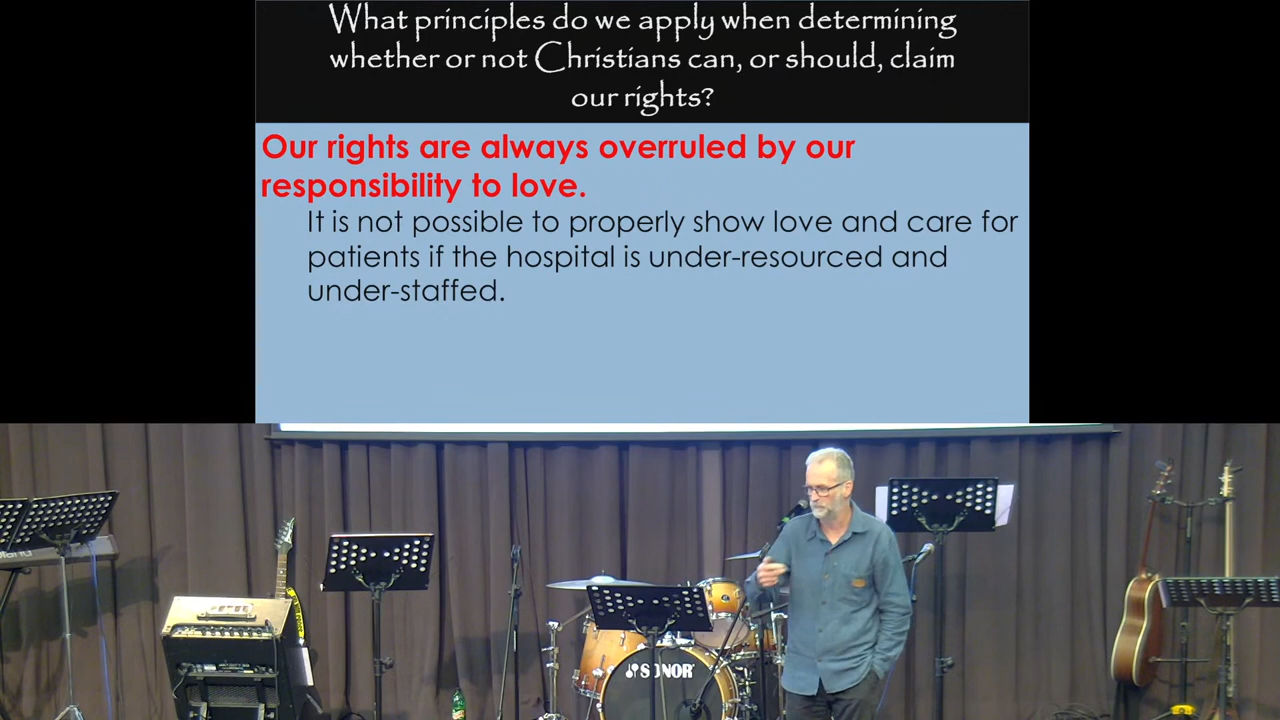 What principles do we apply when determining
whether or not Christians can, or should, claim
our rights?
Our rights are always overruled by our
responsibility to love.
It is not possible to properly show love and care for
patients if the hospital is under-resourced and
under-staffed.
SONOR